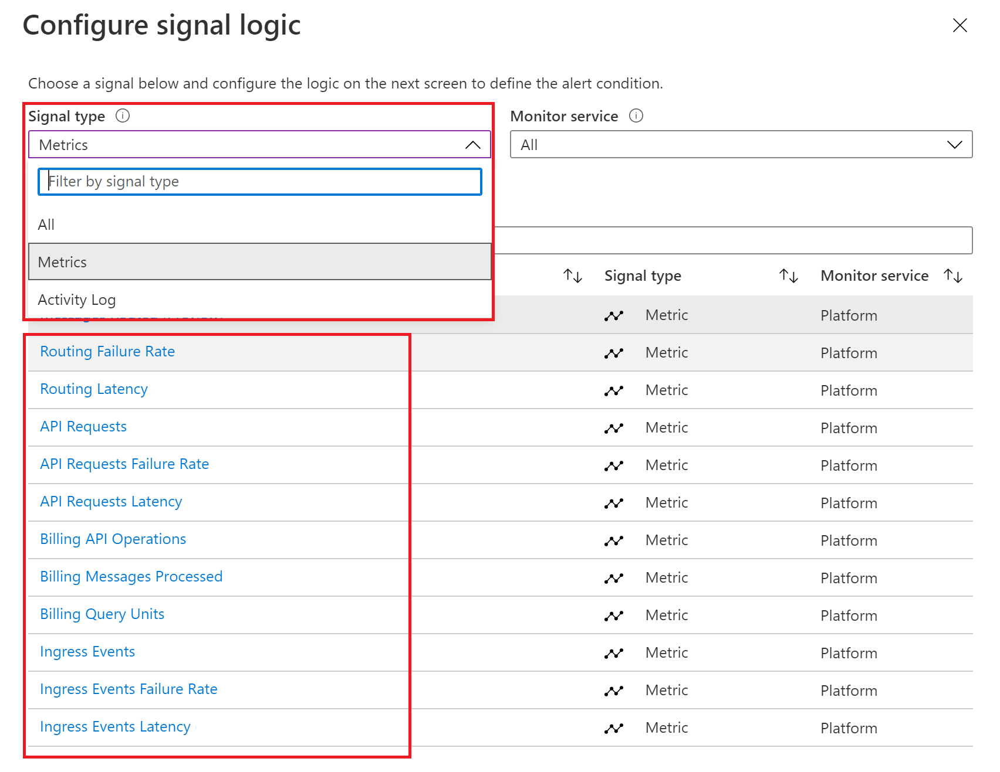 Configure signal logic
Choose a signal below and configure the logic on the next screen to define the alert condition.
Signal type
Monitor service
Metrics
All
Filter by signal type
All
Metrics
Activity Log
Signal type
Monitor service
Metric
Platform
Routing Failure Rate
Metric
Platform
Routing Latency
Metric
Platform
API Requests
Metric
Platform
API Requests Failure Rate
Metric
Platform
API Requests Latency
Metric
Platform
Billing API Operations
Metric
Platform
Billing Messages Processed
Metric
Platform
Billing Query Units
Metric
Platform
Ingress Events
Metric
Platform
Ingress Events Failure Rate
Metric
Platform
Ingress Events Latency
Metric
Platform